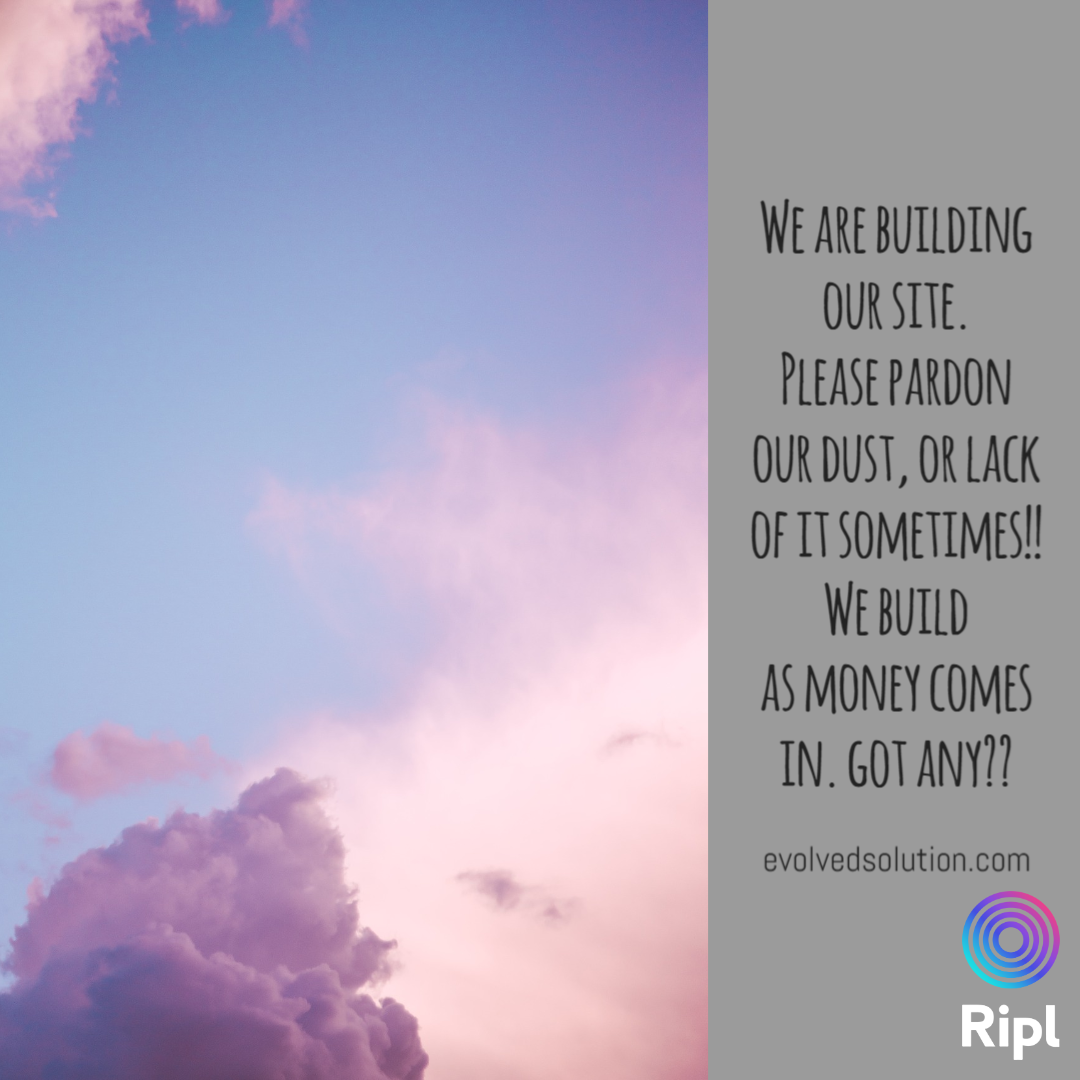 We are building
our site.
Please pardon
our dust, or lack
of it sometimes!!
We build
as money comes
in. got any??
evolvedsolution.com
Ripl